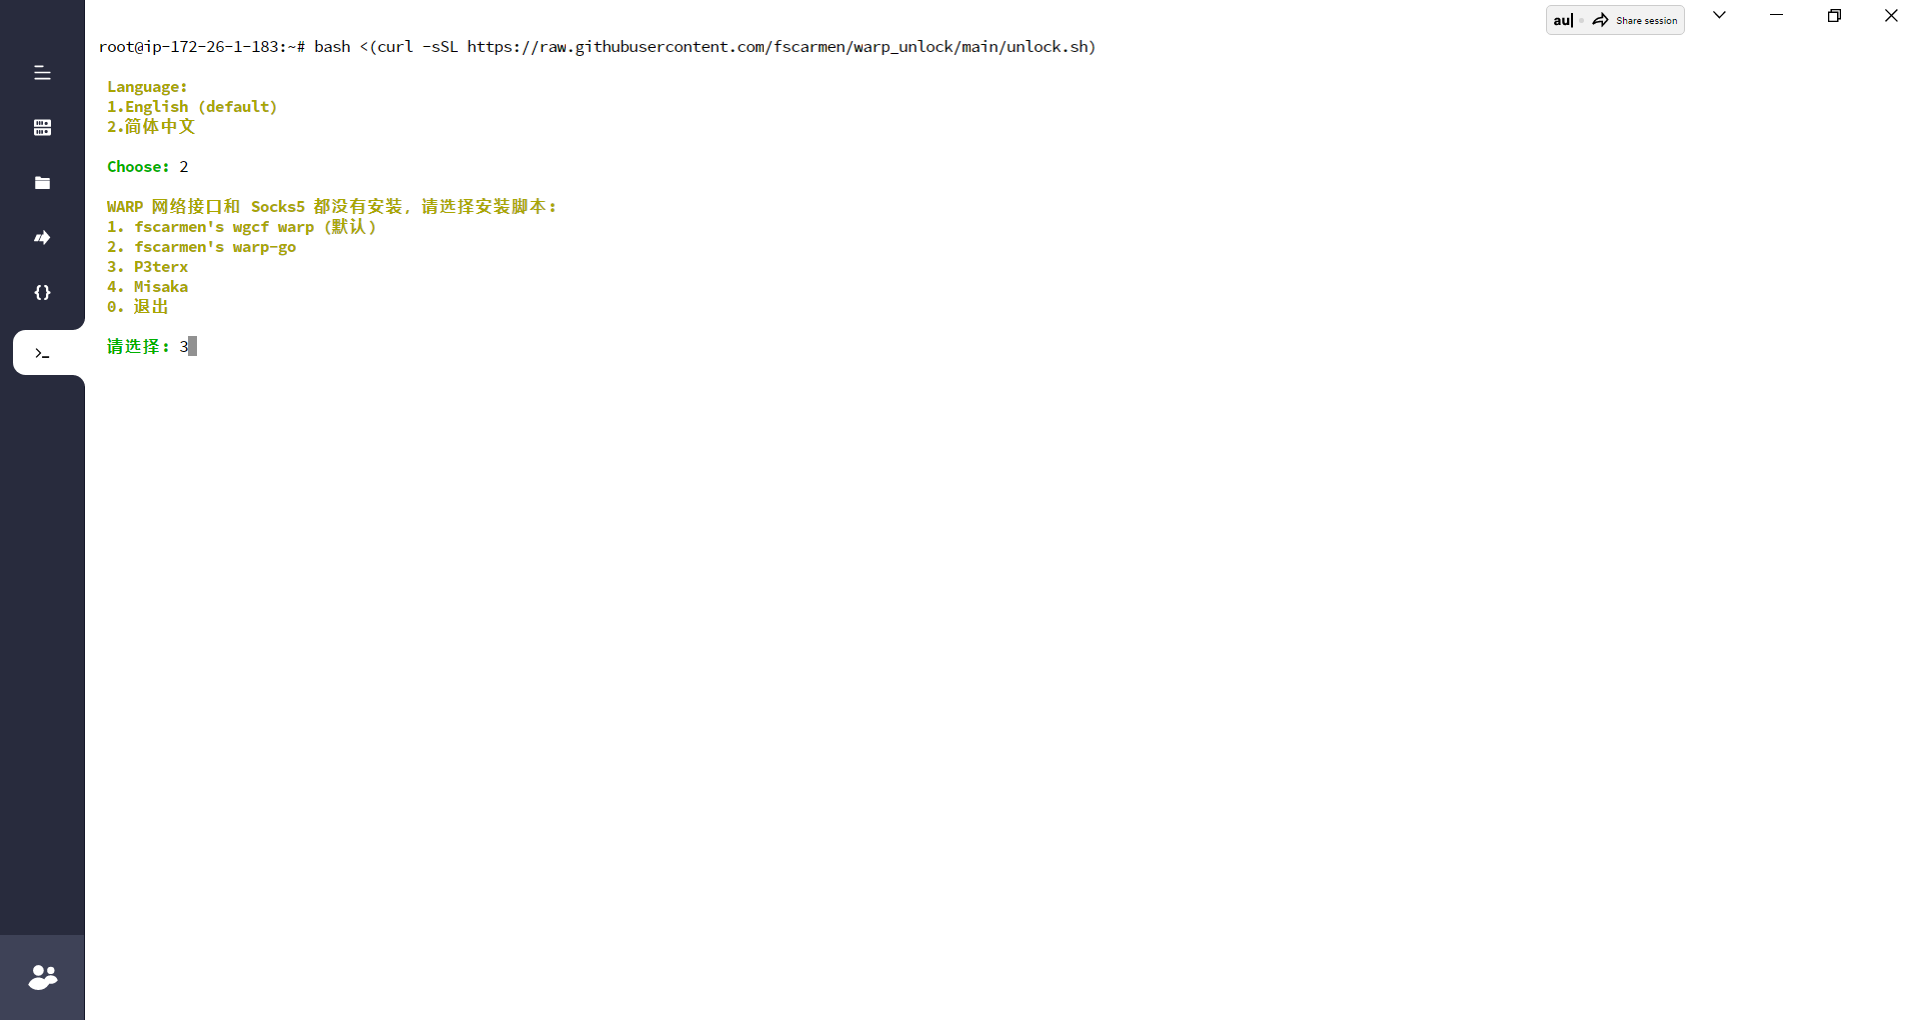 au|
Share session
root@ip-172-26-1-183:~# bash <(curl -sSL https://raw.githubusercontent.com/fscarmen/warp_unlock/main/unlock.sh)
Language:
1.English (default)
2.简体中文
Choose: 2
WARP 网络接口和 Socks5 都没有安装，请选择安装脚本：
1. fscarmen's wgcf warp (默认)
2. fscarmen's warp-go
3. P3terx
4. Misaka
0. 退出
请选择: 3